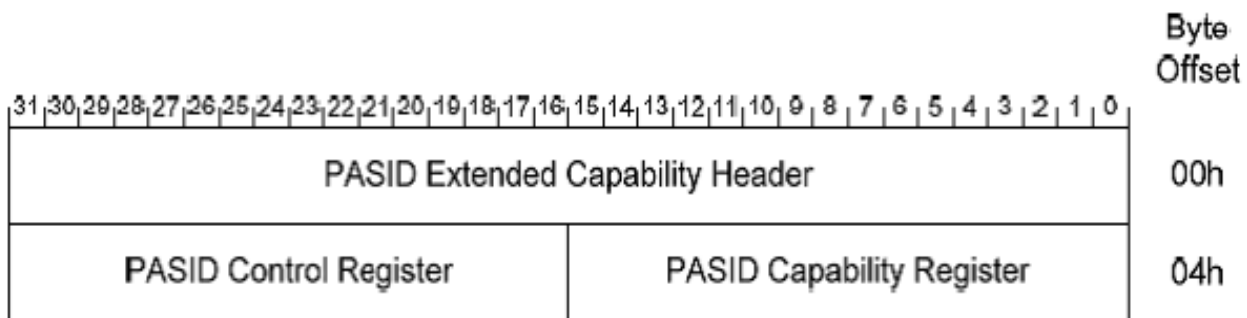 Byte
Offset
31 30 29 28 27 26 25 24 23 22 21 20 19 18 17 16 15 14 13 12 11 10 9 8 7 6 5 4 3 2 1 0
PASID Extended Capability Header 00h
PASID Control Register PASID Capability Register 04h